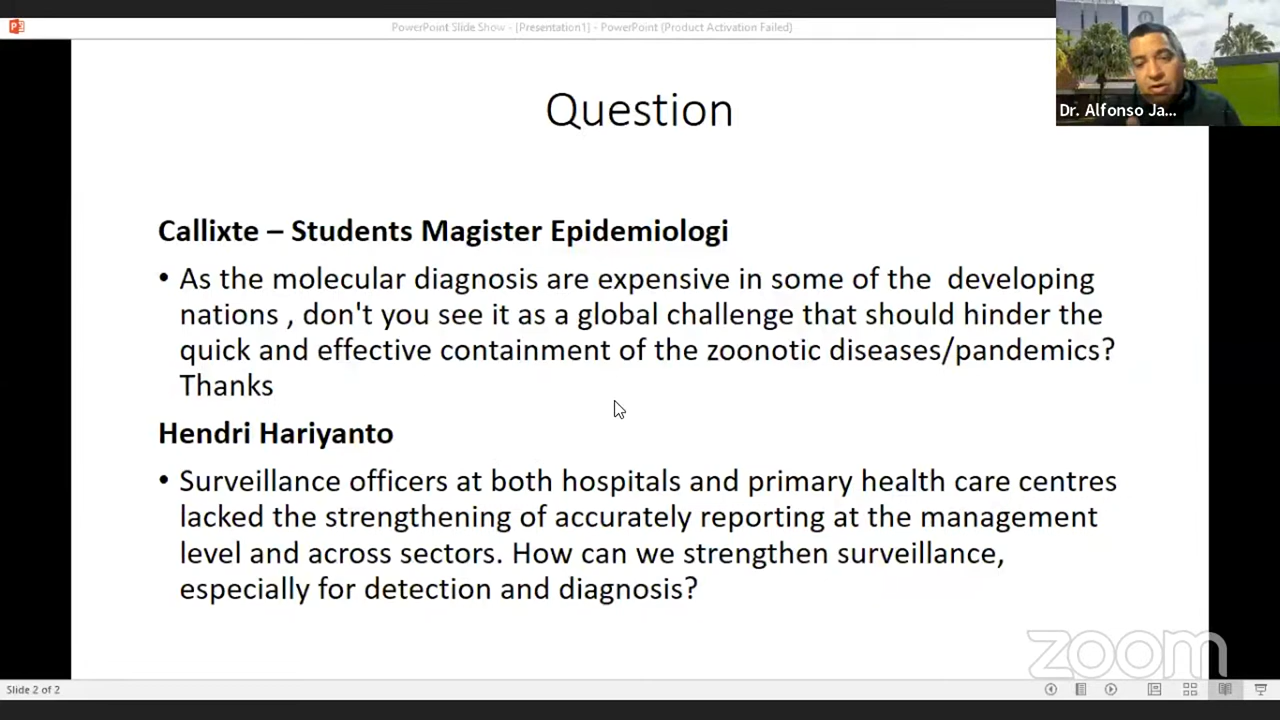 PowerPoint Slide Show - [Presentation1] - PowerPoint (Product Activation Failed)
Dr. Alfonso Ja...
Question
Callixte – Students Magister Epidemiologi
• As the molecular diagnosis are expensive in some of the developing
nations , don't you see it as a global challenge that should hinder the
quick and effective containment of the zoonotic diseases/pandemics?
Thanks
Hendri Hariyanto
• Surveillance officers at both hospitals and primary health care centres
lacked the strengthening of accurately reporting at the management
level and across sectors. How can we strengthen surveillance,
especially for detection and diagnosis?
zoom
Slide 2 of 2